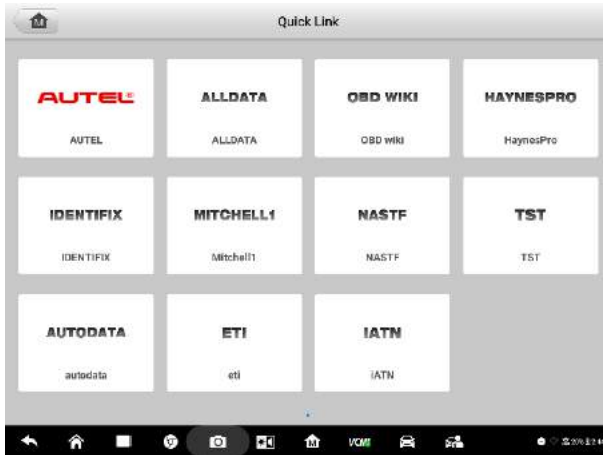 Quick Link
AUTEL®
ALLDATA
OBD WIKI
HAYNESPRO
AUTEL
ALLDATA
OBD wiki
HaynesPro
IDENTIFIX
MITCHELL1
NASTF
TST
IDENTIFIX
Mitchell1
NASTF
TST
AUTODATA
ETI
IATN
autodata
eti
iATN
VCMI